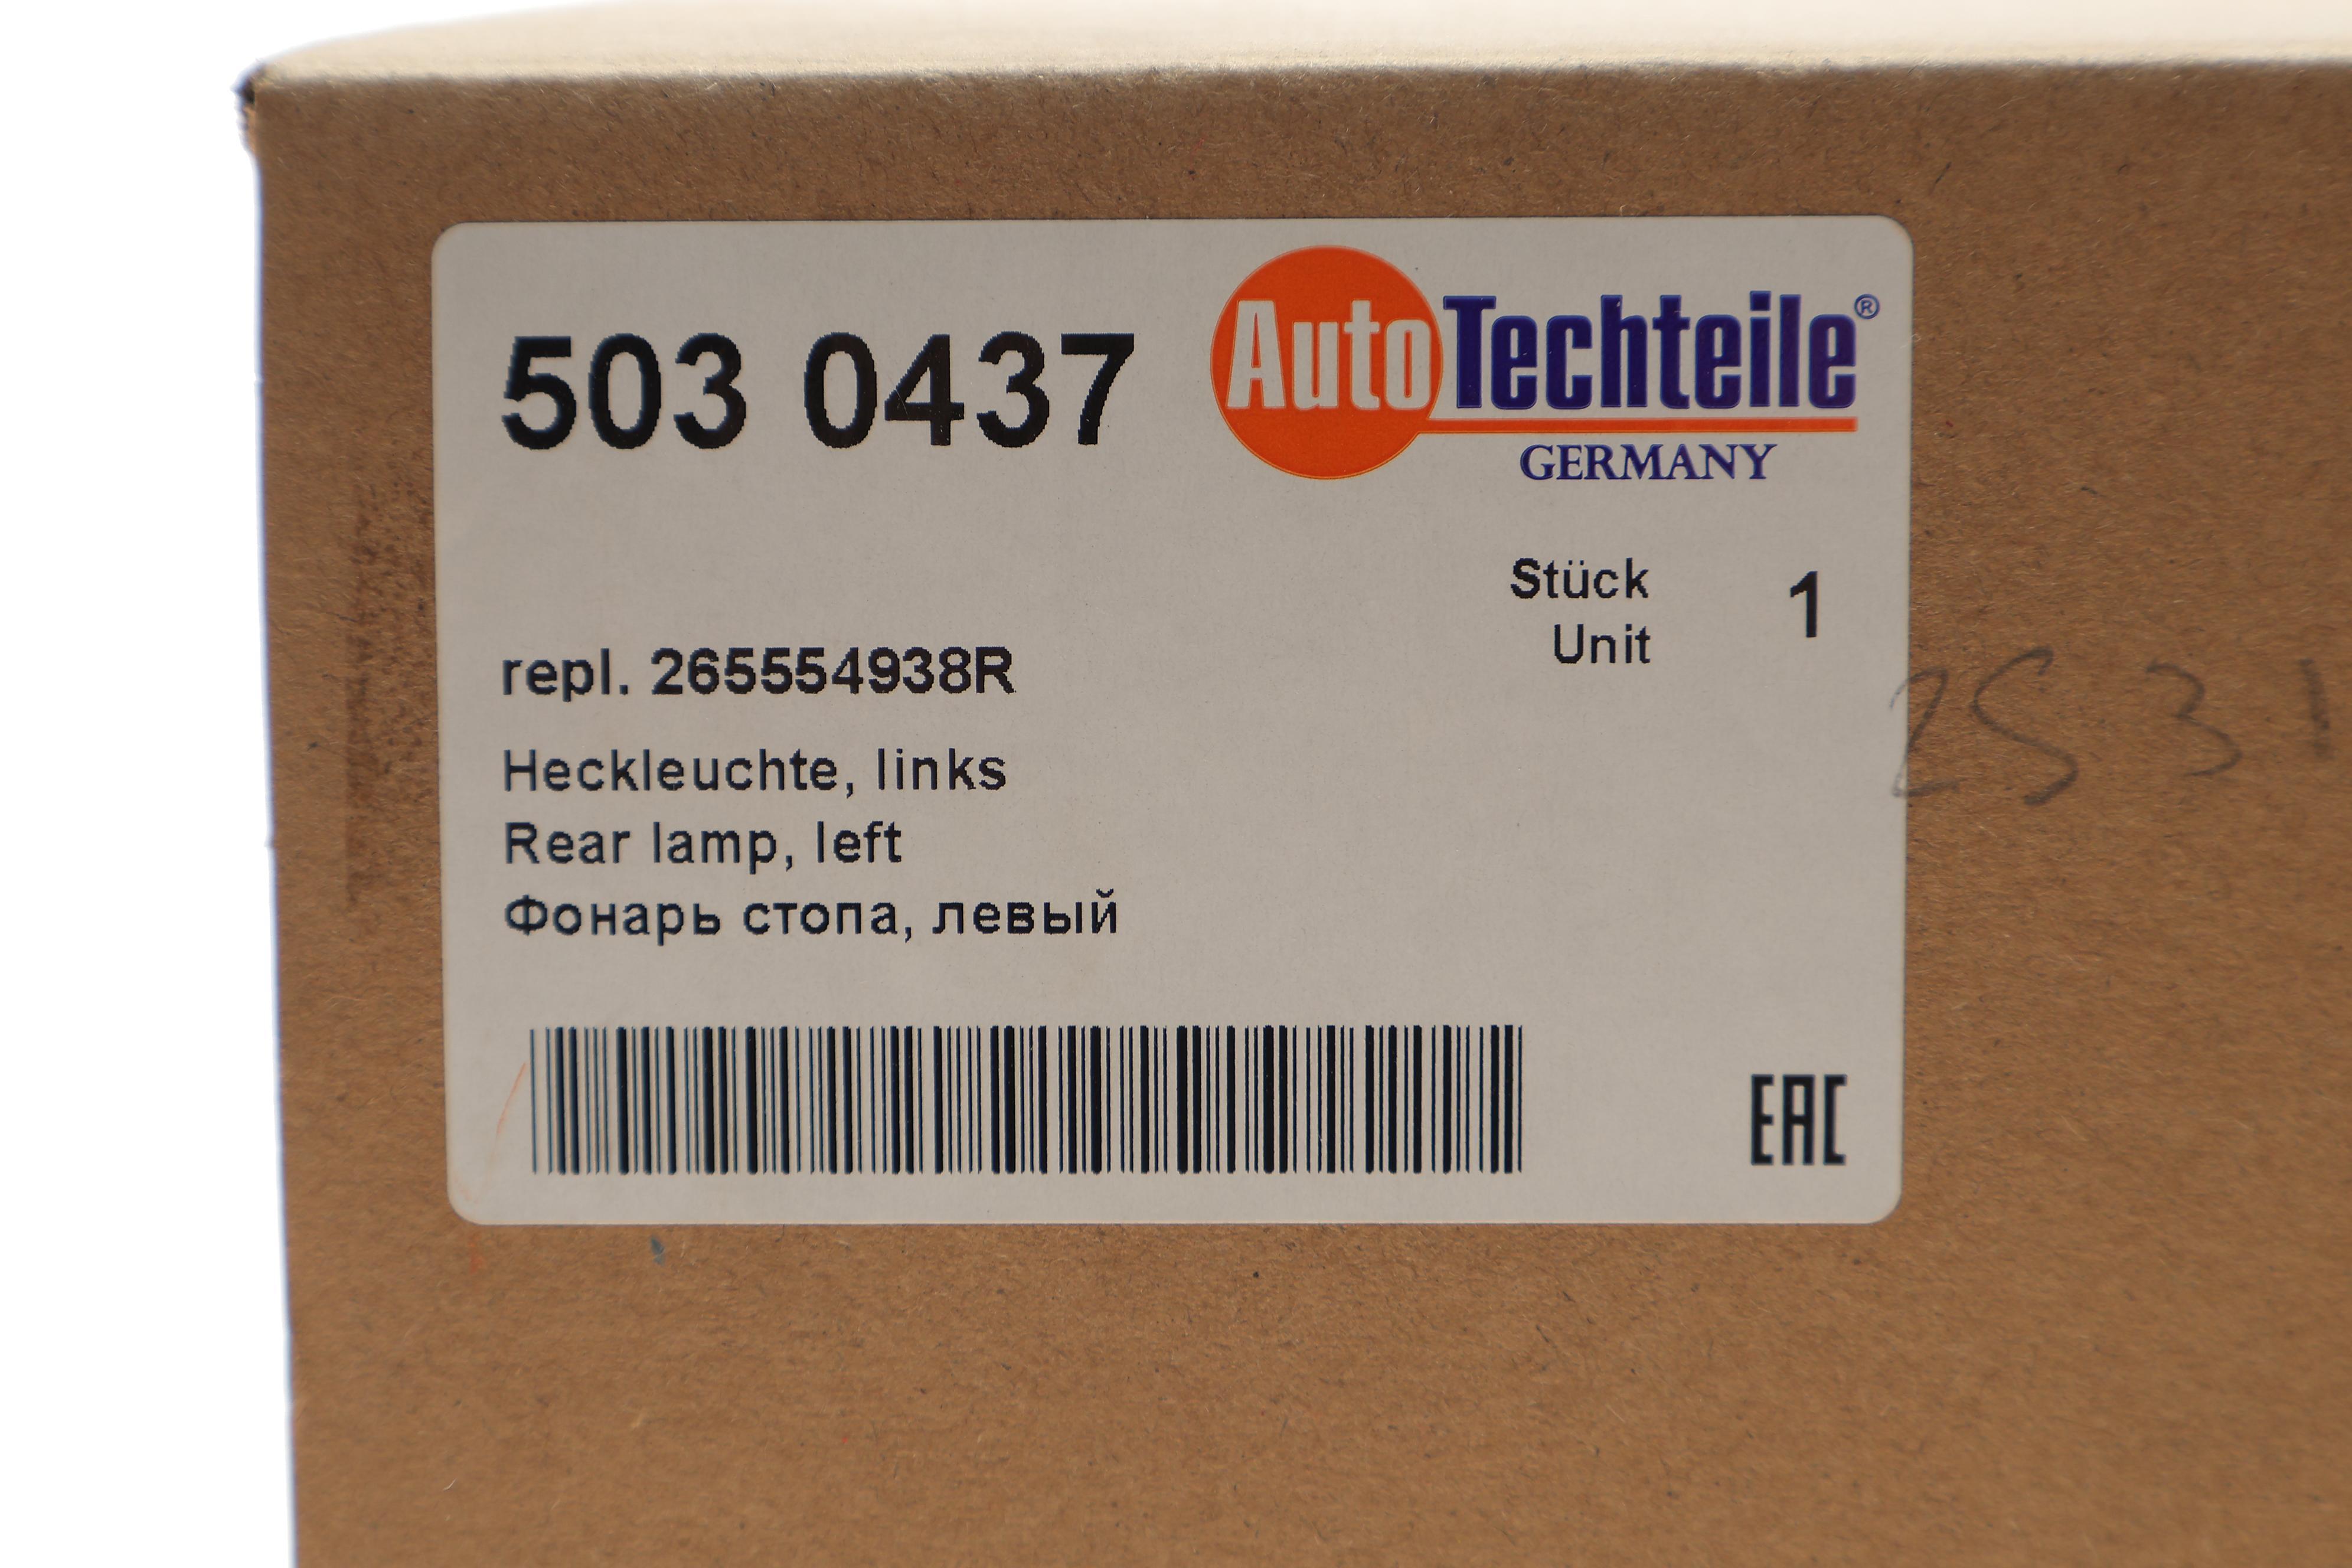 503 0437
AutoTechteile®
GERMANY
Stück 1
Unit
repl. 265554938R
Heckleuchte, links
Rear lamp, left
Фонарь стопа, левый
EAC